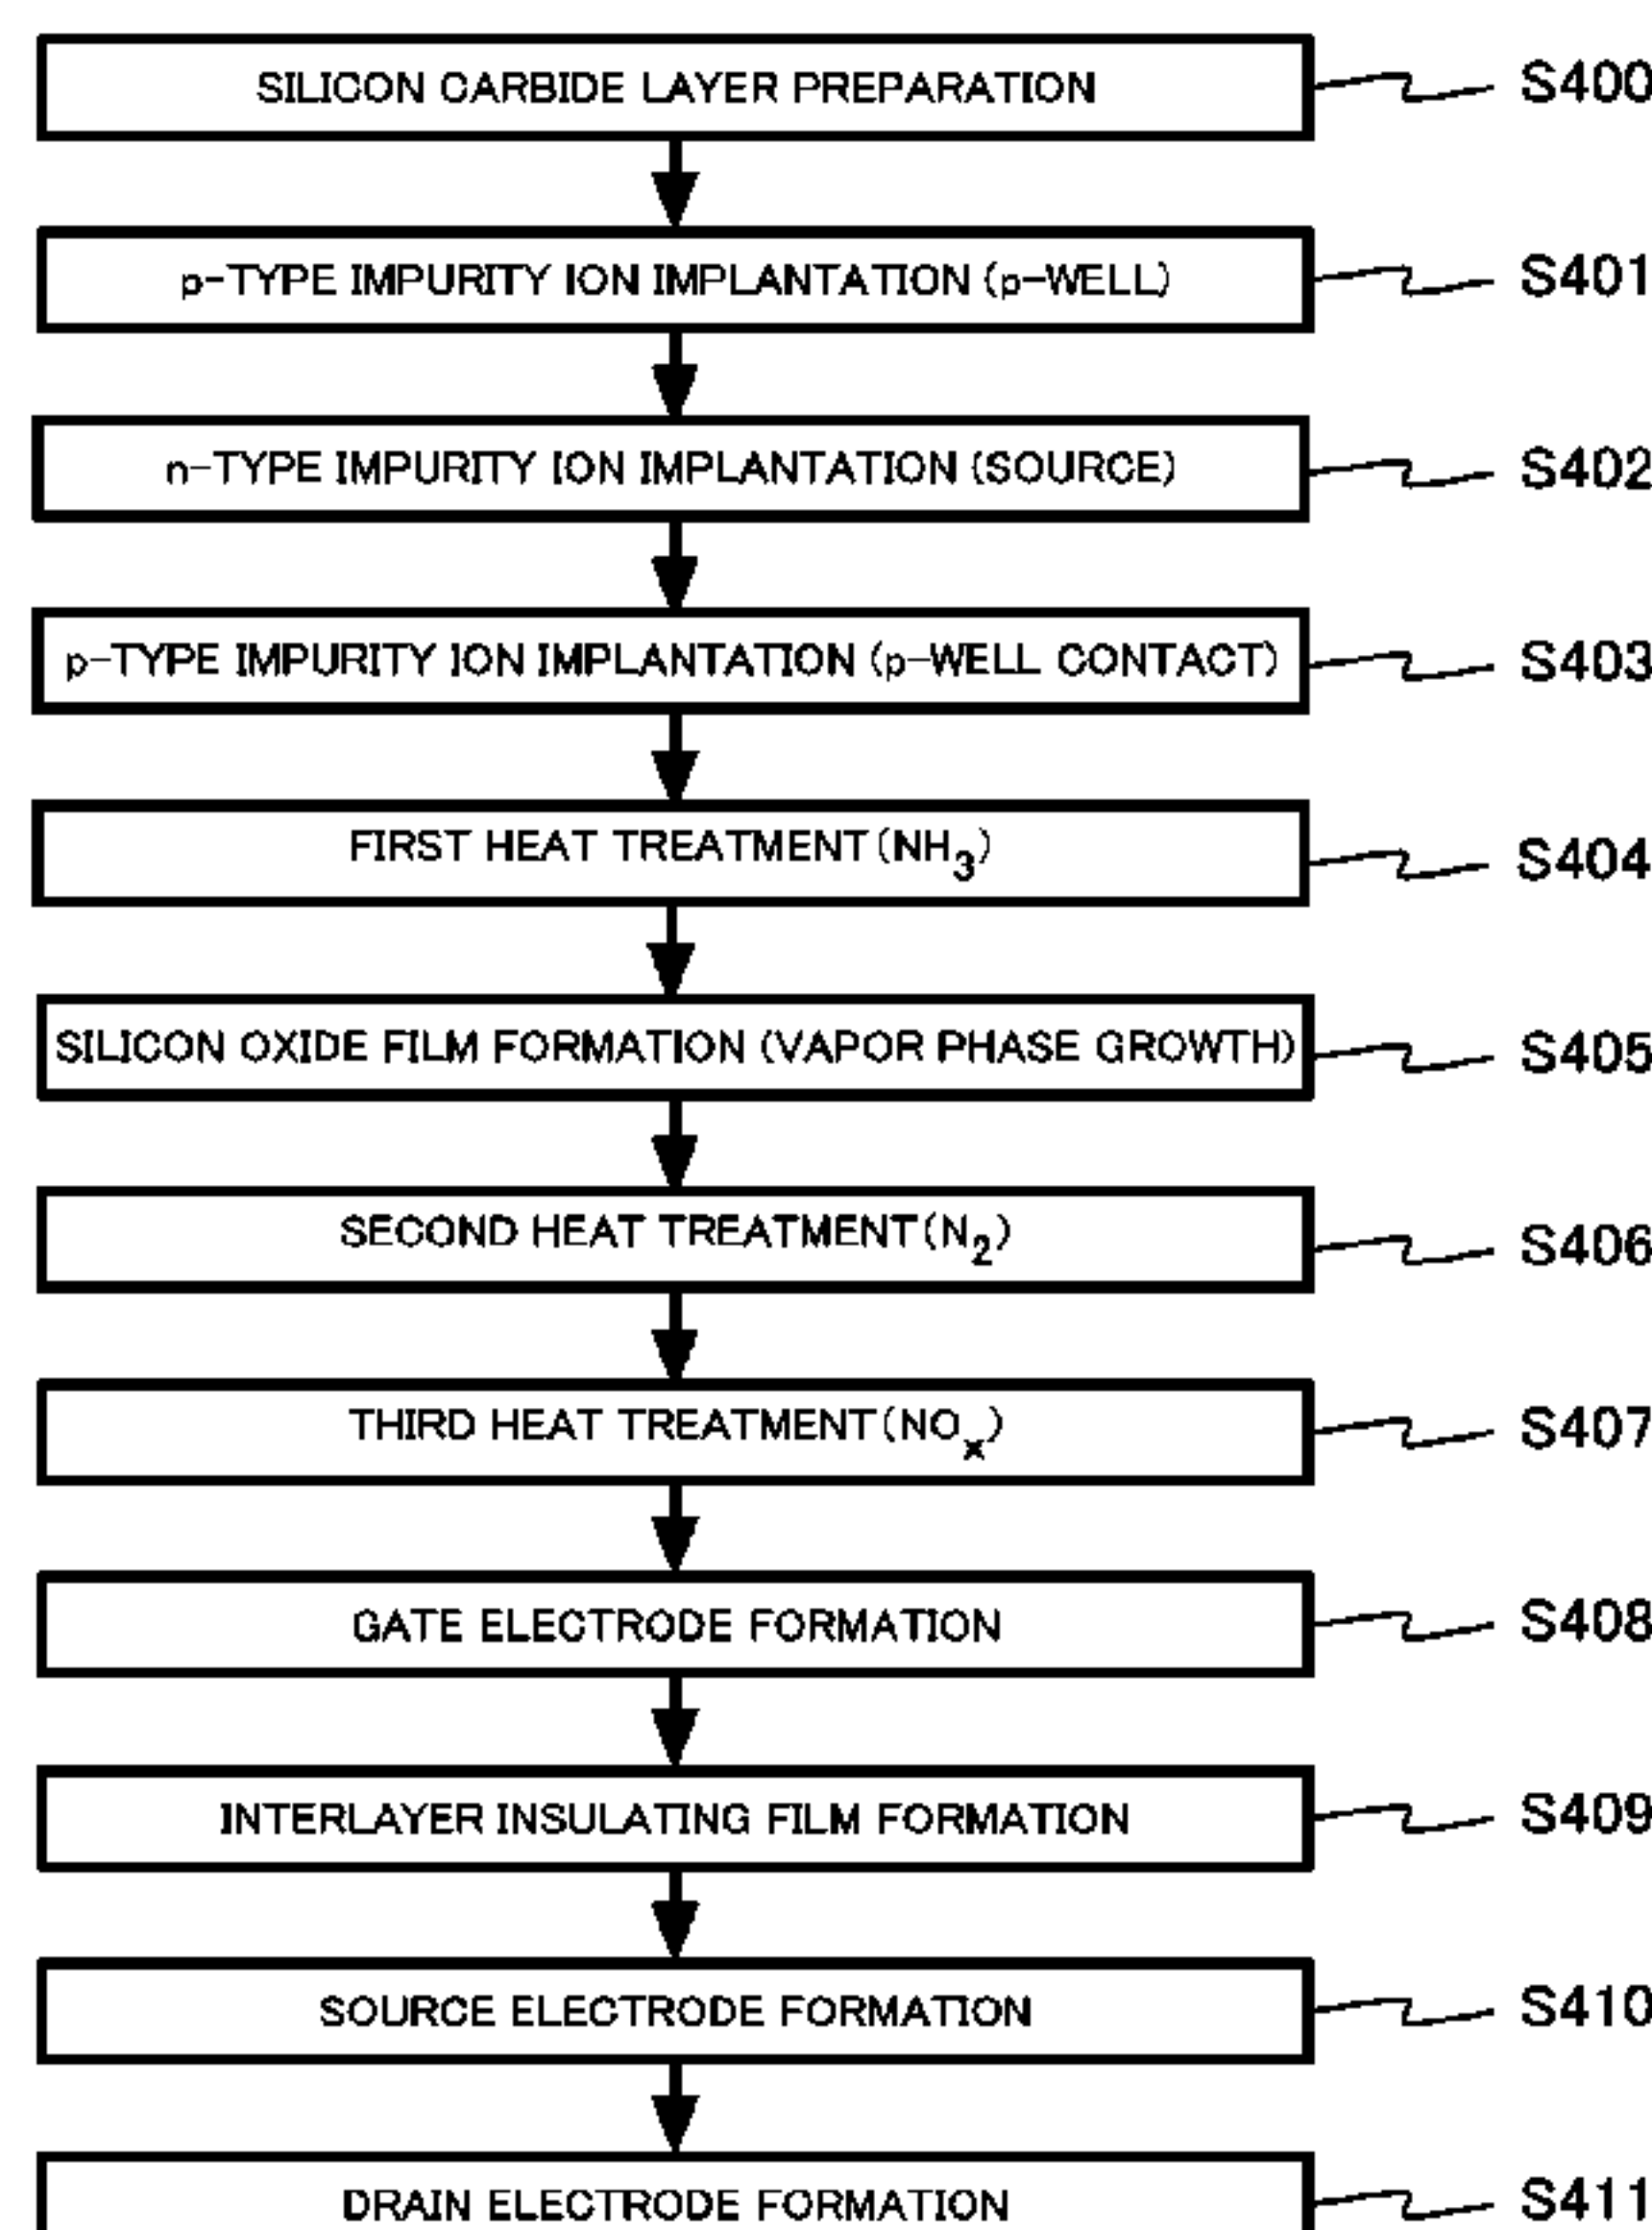 SILICON CARBIDE LAYER PREPARATION S400
p-TYPE IMPURITY ION IMPLANTATION (p-WELL) S401
n-TYPE IMPURITY ION IMPLANTATION (SOURCE) S402
p-TYPE IMPURITY ION IMPLANTATION (p-WELL CONTACT) S403
FIRST HEAT TREATMENT (NH₃) S404
SILICON OXIDE FILM FORMATION (VAPOR PHASE GROWTH) S405
SECOND HEAT TREATMENT (N₂) S406
THIRD HEAT TREATMENT (NOₓ) S407
GATE ELECTRODE FORMATION S408
INTERLAYER INSULATING FILM FORMATION S409
SOURCE ELECTRODE FORMATION S410
DRAIN ELECTRODE FORMATION S411